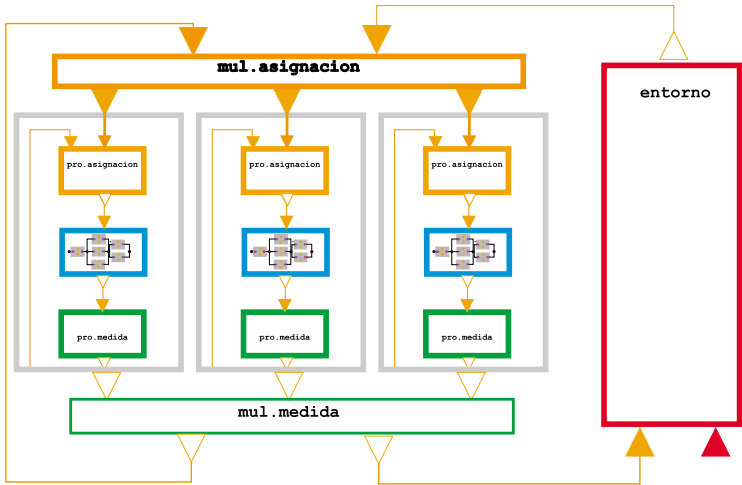 mul.asignacion
entorno
pro.asignacion
pro.asignacion
pro.asignacion
pro.medida
pro.medida
pro.medida
mul.medida